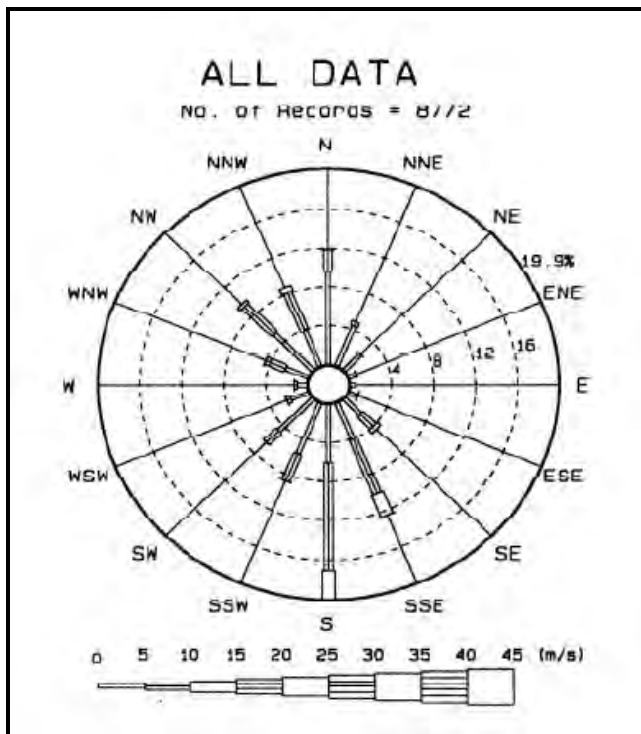 ALL DATA
No. of Records = 8772
N
NNW NNE
NW NE
19.9%
WNW ENE
4 8 12 16
W E
WSW ESE
SW SE
SSW SSE
S
0 5 10 15 20 25 30 35 40 45 (m/s)